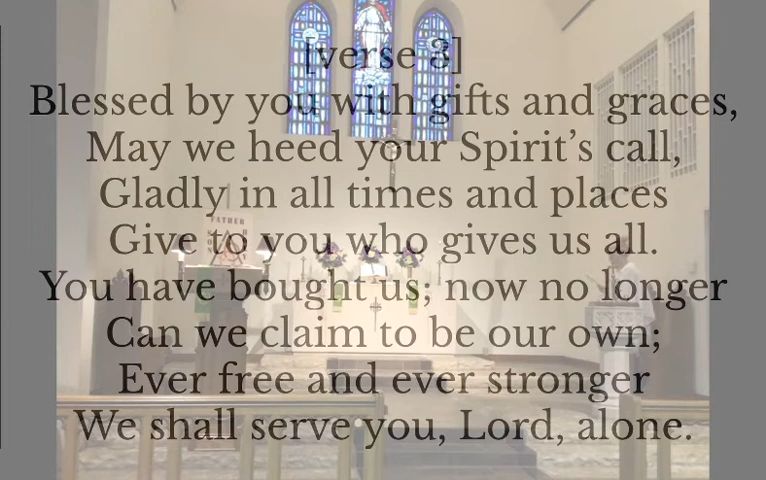 [verse 3]
Blessed by you with gifts and graces,
May we heed your Spirit’s call,
Gladly in all times and places
Give to you who gives us all.
You have bought us; now no longer
Can we claim to be our own;
Ever free and ever stronger
We shall serve you, Lord, alone.
FATHER